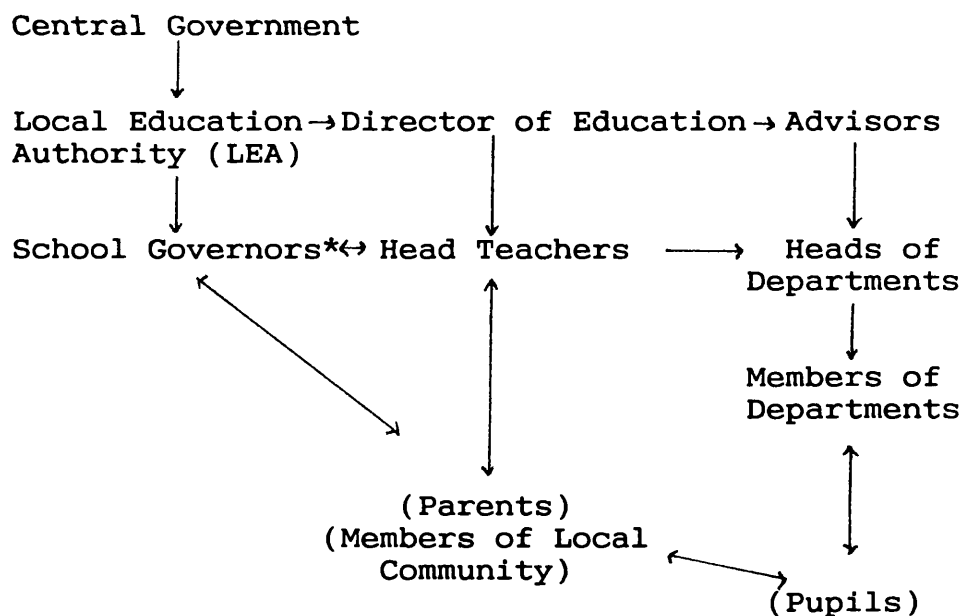 Central Government
Local Education → Director of Education → Advisors
Authority (LEA)
School Governors* ↔ Head Teachers → Heads of
Departments
Members of
Departments
(Parents)
(Members of Local
Community)
(Pupils)